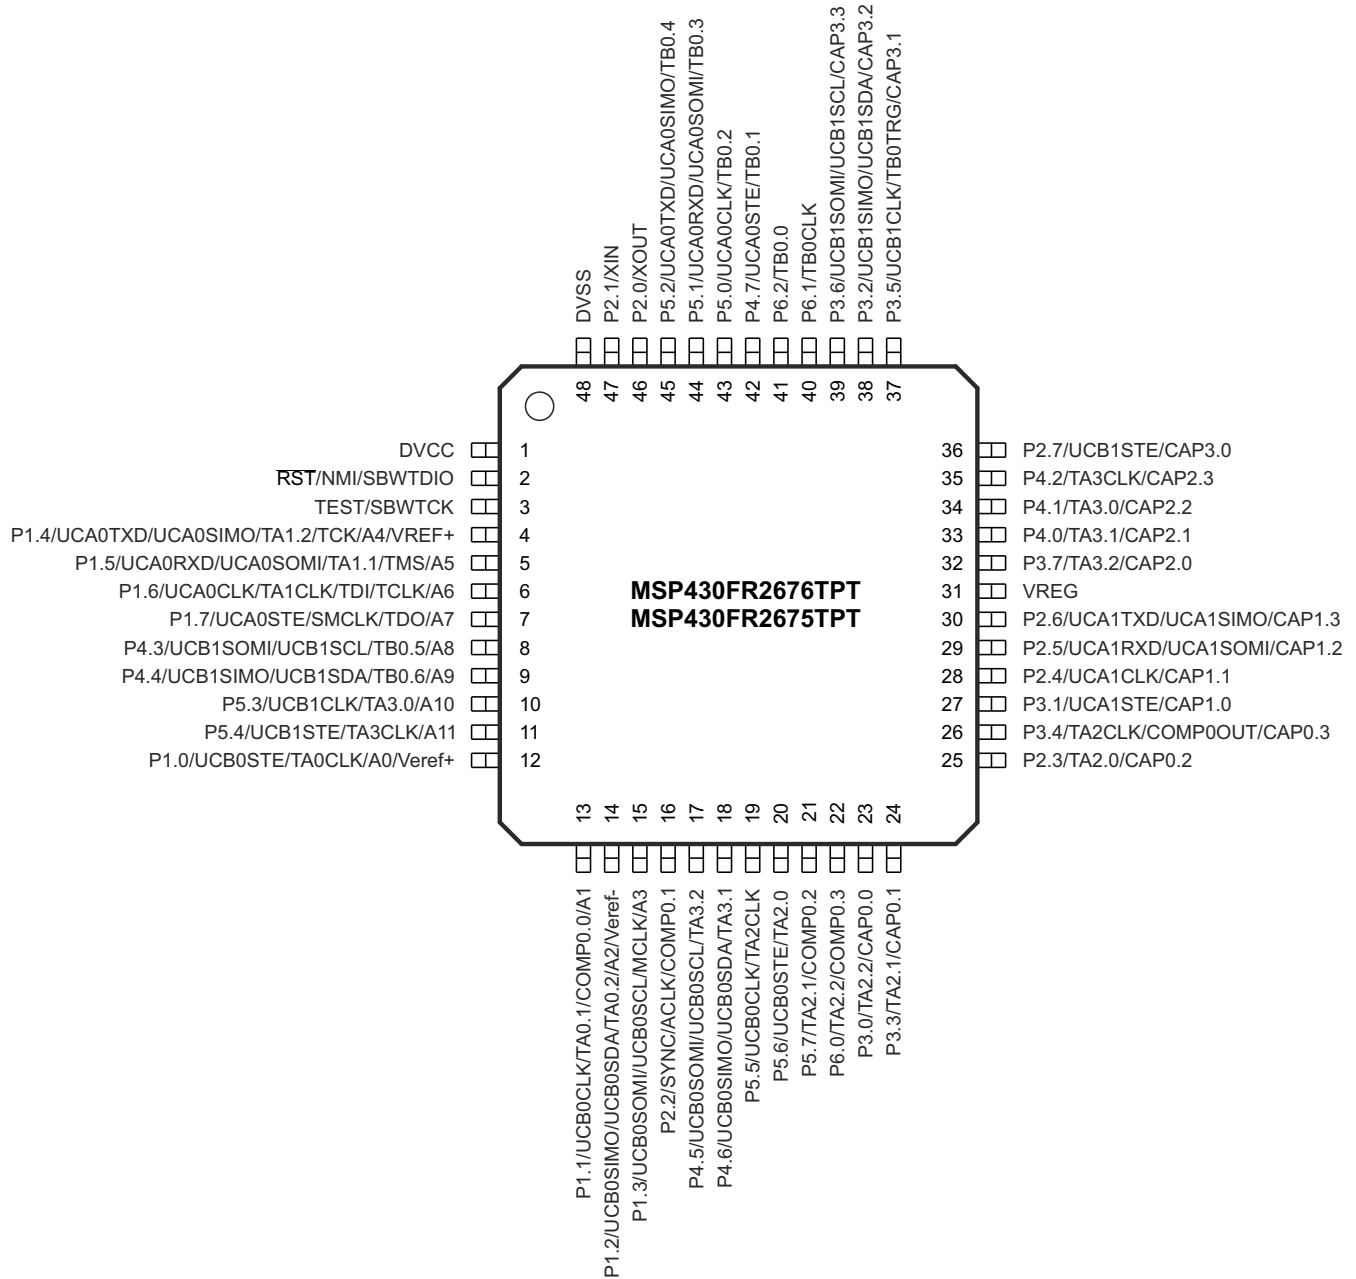 DVSS
P2.1/XIN
P2.0/XOUT
P5.2/UCA0TXD/UCA0SIMO/TB0.4
P5.1/UCA0RXD/UCA0SOMI/TB0.3
P5.0/UCA0CLK/TB0.2
P4.7/UCA0STE/TB0.1
P6.2/TB0.0
P6.1/TB0CLK
P3.6/UCB1SOMI/UCB1SCL/CAP3.3
P3.2/UCB1SIMO/UCB1SDA/CAP3.2
P3.5/UCB1CLK/TB0TRG/CAP3.1
48
47
46
45
44
43
42
41
40
39
38
37
DVCC 1
RST/NMI/SBWTDIO 2
TEST/SBWTCK 3
P1.4/UCA0TXD/UCA0SIMO/TA1.2/TCK/A4/VREF+ 4
P1.5/UCA0RXD/UCA0SOMI/TA1.1/TMS/A5 5
P1.6/UCA0CLK/TA1CLK/TDI/TCLK/A6 6
P1.7/UCA0STE/SMCLK/TDO/A7 7
P4.3/UCB1SOMI/UCB1SCL/TB0.5/A8 8
P4.4/UCB1SIMO/UCB1SDA/TB0.6/A9 9
P5.3/UCB1CLK/TA3.0/A10 10
P5.4/UCB1STE/TA3CLK/A11 11
P1.0/UCB0STE/TA0CLK/A0/Veref+ 12
MSP430FR2676TPT
MSP430FR2675TPT
36 P2.7/UCB1STE/CAP3.0
35 P4.2/TA3CLK/CAP2.3
34 P4.1/TA3.0/CAP2.2
33 P4.0/TA3.1/CAP2.1
32 P3.7/TA3.2/CAP2.0
31 VREG
30 P2.6/UCA1TXD/UCA1SIMO/CAP1.3
29 P2.5/UCA1RXD/UCA1SOMI/CAP1.2
28 P2.4/UCA1CLK/CAP1.1
27 P3.1/UCA1STE/CAP1.0
26 P3.4/TA2CLK/COMP0OUT/CAP0.3
25 P2.3/TA2.0/CAP0.2
13
14
15
16
17
18
19
20
21
22
23
24
P1.1/UCB0CLK/TA0.1/COMP0.0/A1
P1.2/UCB0SIMO/UCB0SDA/TA0.2/A2/Veref-
P1.3/UCB0SOMI/UCB0SCL/MCLK/A3
P2.2/SYNC/ACLK/COMP0.1
P4.5/UCB0SOMI/UCB0SCL/TA3.2
P4.6/UCB0SIMO/UCB0SDA/TA3.1
P5.5/UCB0CLK/TA2CLK
P5.6/UCB0STE/TA2.0
P5.7/TA2.1/COMP0.2
P6.0/TA2.2/COMP0.3
P3.0/TA2.2/CAP0.0
P3.3/TA2.1/CAP0.1